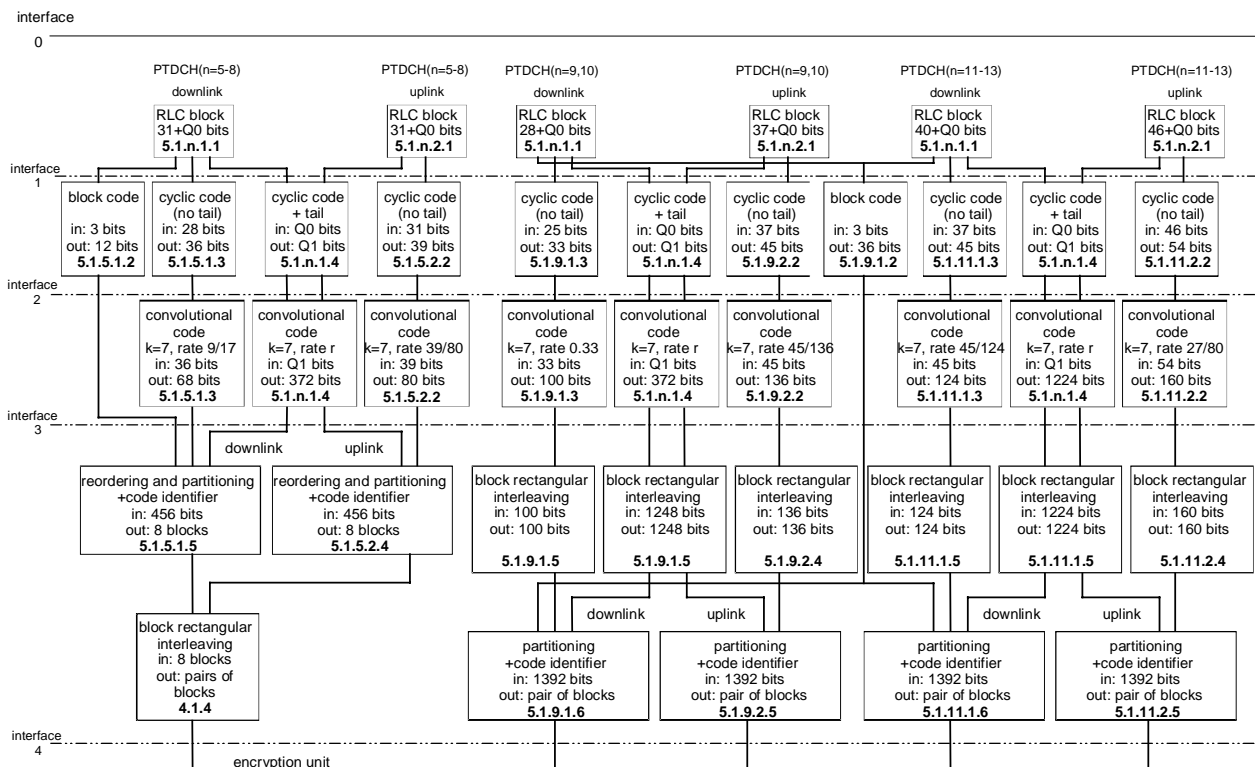 interface
0
PTDCH(n=5-8)
downlink
PTDCH(n=5-8)
uplink
PTDCH(n=9,10)
downlink
PTDCH(n=9,10)
uplink
PTDCH(n=11-13)
downlink
PTDCH(n=11-13)
uplink
RLC block
31+Q0 bits
5.1.n.1.1
RLC block
31+Q0 bits
5.1.n.2.1
RLC block
28+Q0 bits
5.1.n.1.1
RLC block
37+Q0 bits
5.1.n.2.1
RLC block
40+Q0 bits
5.1.n.1.1
RLC block
46+Q0 bits
5.1.n.2.1
interface
1
block code
in: 3 bits
out: 12 bits
5.1.5.1.2
cyclic code
(no tail)
in: 28 bits
out: 36 bits
5.1.5.1.3
cyclic code
+ tail
in: Q0 bits
out: Q1 bits
5.1.n.1.4
cyclic code
(no tail)
in: 31 bits
out: 39 bits
5.1.5.2.2
cyclic code
(no tail)
in: 25 bits
out: 33 bits
5.1.9.1.3
cyclic code
+ tail
in: Q0 bits
out: Q1 bits
5.1.n.1.4
cyclic code
(no tail)
in: 37 bits
out: 45 bits
5.1.9.2.2
block code
in: 3 bits
out: 36 bits
5.1.9.1.2
cyclic code
(no tail)
in: 37 bits
out: 45 bits
5.1.11.1.3
cyclic code
+ tail
in: Q0 bits
out: Q1 bits
5.1.n.1.4
cyclic code
(no tail)
in: 46 bits
out: 54 bits
5.1.11.2.2
interface
2
convolutional
code
k=7, rate 9/17
in: 36 bits
out: 68 bits
5.1.5.1.3
convolutional
code
k=7, rate r
in: Q1 bits
out: 372 bits
5.1.n.1.4
convolutional
code
k=7, rate 39/80
in: 39 bits
out: 80 bits
5.1.5.2.2
convolutional
code
k=7, rate 0.33
in: 33 bits
out: 100 bits
5.1.9.1.3
convolutional
code
k=7, rate r
in: Q1 bits
out: 372 bits
5.1.n.1.4
convolutional
code
k=7, rate 45/136
in: 45 bits
out: 136 bits
5.1.9.2.2
convolutional
code
k=7, rate 45/124
in: 45 bits
out: 124 bits
5.1.11.1.3
convolutional
code
k=7, rate r
in: Q1 bits
out: 1224 bits
5.1.n.1.4
convolutional
code
k=7, rate 27/80
in: 54 bits
out: 160 bits
5.1.11.2.2
interface
3
downlink
uplink
reordering and partitioning
+code identifier
in: 456 bits
out: 8 blocks
5.1.5.1.5
reordering and partitioning
+code identifier
in: 456 bits
out: 8 blocks
5.1.5.2.4
block rectangular
interleaving
in: 100 bits
out: 100 bits
5.1.9.1.5
block rectangular
interleaving
in: 1248 bits
out: 1248 bits
5.1.9.1.5
block rectangular
interleaving
in: 136 bits
out: 136 bits
5.1.9.2.4
block rectangular
interleaving
in: 124 bits
out: 124 bits
5.1.11.1.5
block rectangular
interleaving
in: 1224 bits
out: 1224 bits
5.1.11.1.5
block rectangular
interleaving
in: 160 bits
out: 160 bits
5.1.11.2.4
downlink
uplink
downlink
uplink
block rectangular
interleaving
in: 8 blocks
out: pairs of
blocks
4.1.4
partitioning
+code identifier
in: 1392 bits
out: pair of blocks
5.1.9.1.6
partitioning
+code identifier
in: 1392 bits
out: pair of blocks
5.1.9.2.5
partitioning
+code identifier
in: 1392 bits
out: pair of blocks
5.1.11.1.6
partitioning
+code identifier
in: 1392 bits
out: pair of blocks
5.1.11.2.5
interface
4
encryption unit